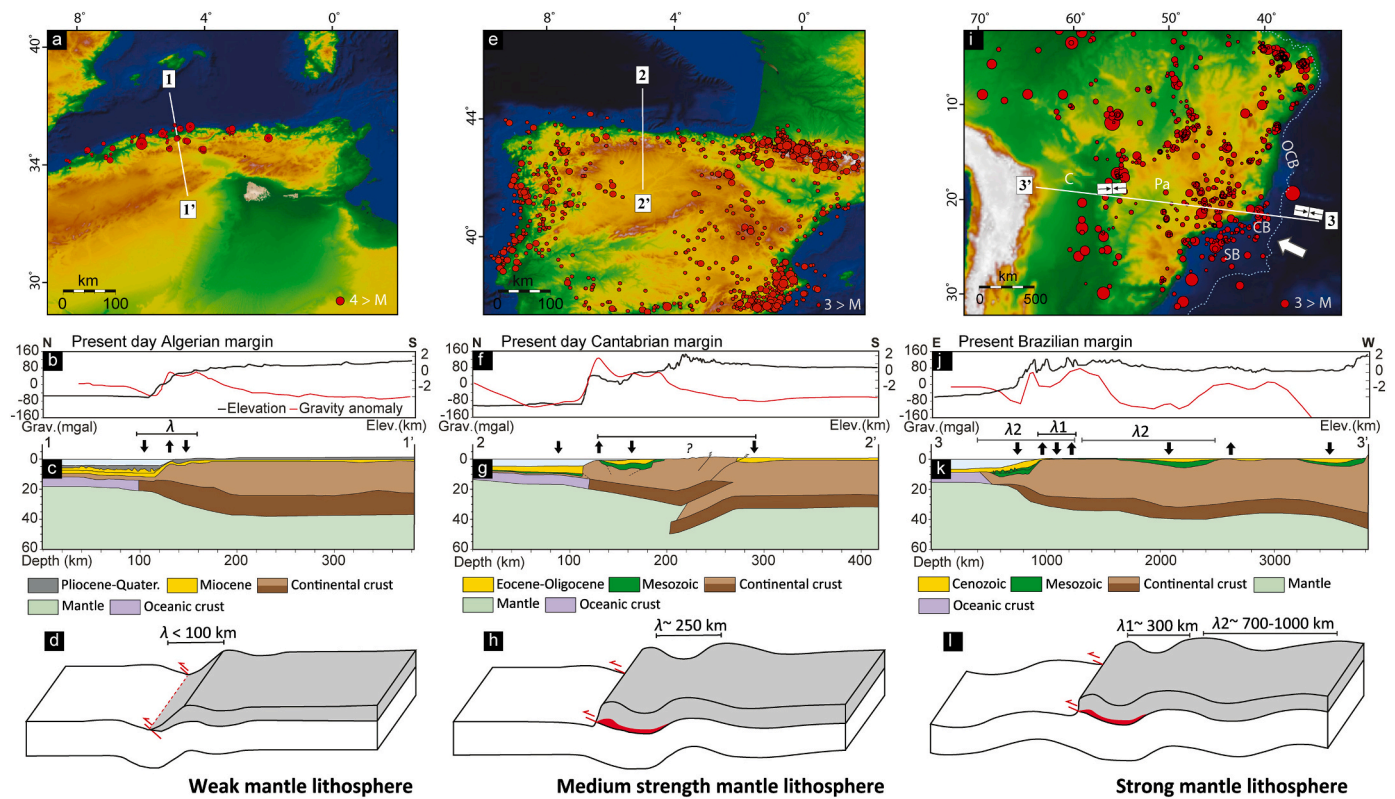 8° 4° 0°
a
40°
34°
30°
1
1'
km
0 100
4 > M
8° 4° 0°
e
44°
40°
2
2'
km
0 100
3 > M
70° 60° 50° 40°
i
10°
20°
30°
3'
C
Pa
OCB
3
CB
SB
km
0 500
3 > M
N Present day Algerian margin S
b
160
80
0
-80
-160
2
0
-2
Elevation Gravity anomaly
Grav.(mgal) λ Elev.(km)
1 1'
c
0
20
40
60
100 200 300
Depth (km)
Pliocene-Quater. Miocene Continental crust
Mantle Oceanic crust
N Present day Cantabrian margin S
f
160
80
0
-80
-160
2
0
-2
Grav.(mgal) Elev.(km)
2 ? 2'
g
0
20
40
60
0 100 200 300 400
Depth (km)
Eocene-Oligocene Mesozoic Continental crust
Mantle Oceanic crust
E Present Brazilian margin W
j
160
80
0
-80
-160
2
0
-2
Grav.(mgal) λ2 λ1 λ2 Elev.(km)
3 3'
k
0
20
40
60
0 1000 2000 3000
Depth (km)
Cenozoic Mesozoic Continental crust Mantle
Oceanic crust
d
λ < 100 km
Weak mantle lithosphere
h
λ~ 250 km
Medium strength mantle lithosphere
l
λ1~ 300 km λ2~ 700-1000 km
Strong mantle lithosphere